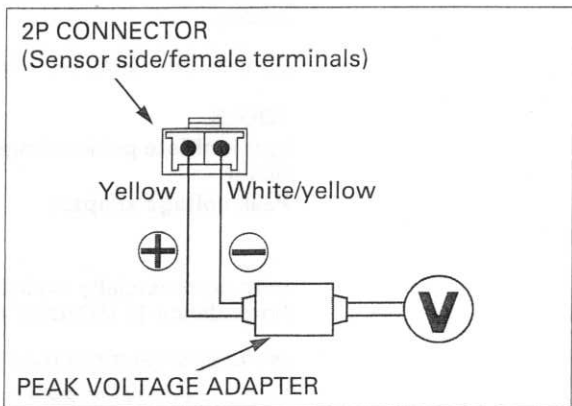 2P CONNECTOR
(Sensor side/female terminals)
Yellow White/yellow
+ −
V
PEAK VOLTAGE ADAPTER